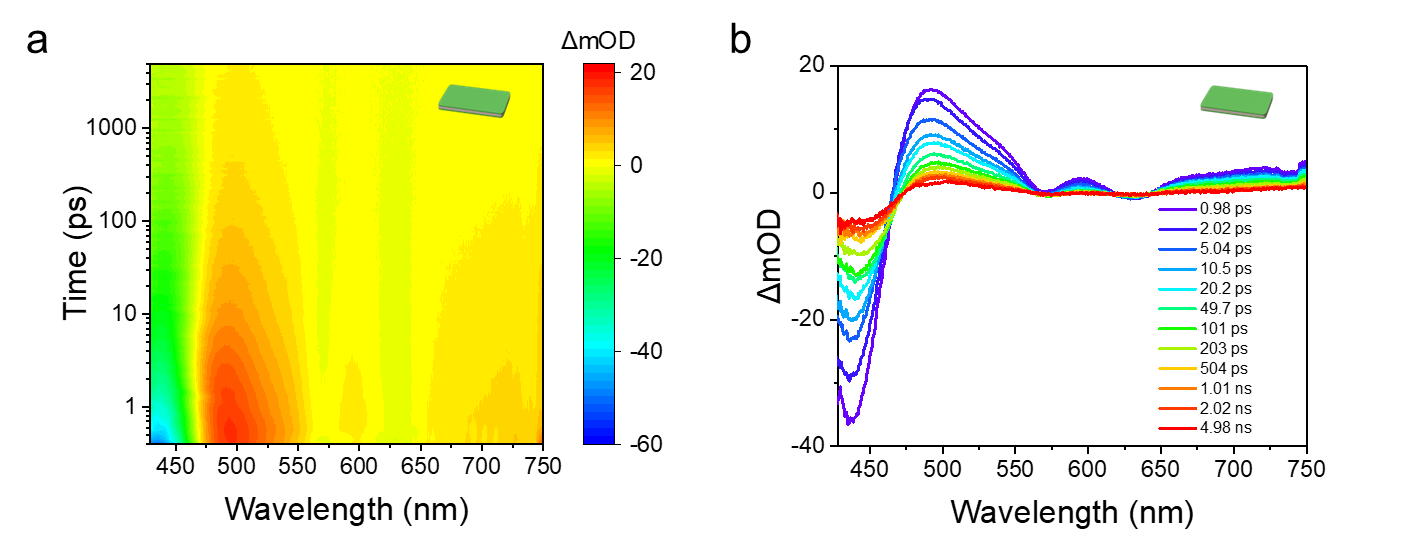 a
ΔmOD
20
0
-20
-40
-60
1000
100
10
1
Time (ps)
450 500 550 600 650 700 750
Wavelength (nm)
b
20
0
-20
-40
ΔmOD
0.98 ps
2.02 ps
5.04 ps
10.5 ps
20.2 ps
49.7 ps
101 ps
203 ps
504 ps
1.01 ns
2.02 ns
4.98 ns
450 500 550 600 650 700 750
Wavelength (nm)